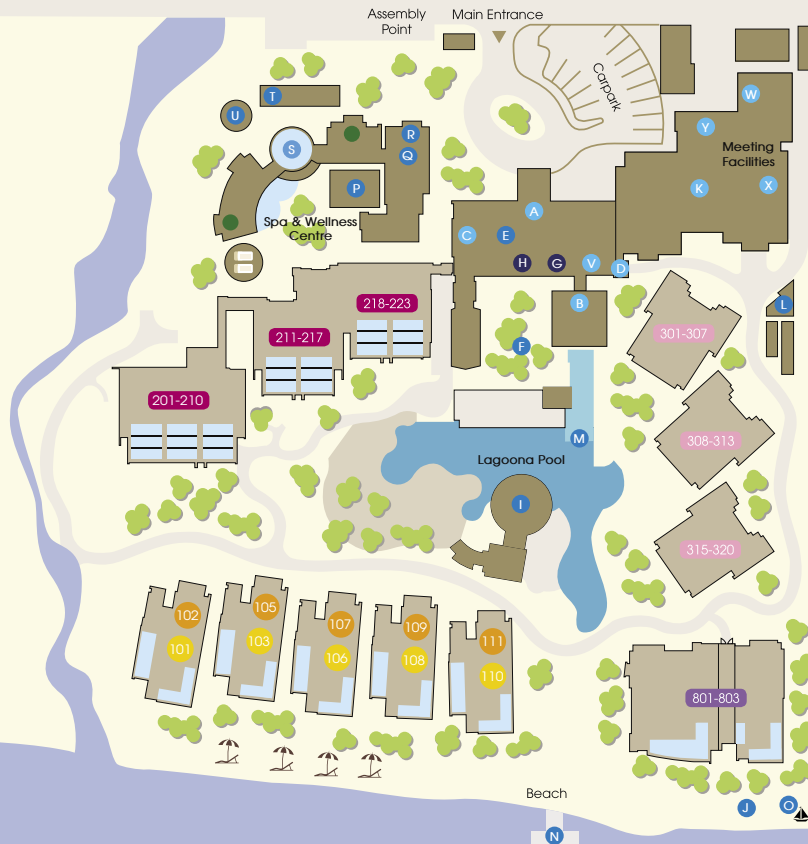 Assembly
Point
Main Entrance
Carpark
W
T
U
Y
R
S
Q
Meeting
Facilities
P
K
X
A
Spa & Wellness
Centre
C
E
H
G
V
D
218-223
B
L
211-217
301-307
F
201-210
M
308-313
Lagoona Pool
I
315-320
102
105
107
109
111
101
103
106
108
110
801-803
Beach
J
O
N